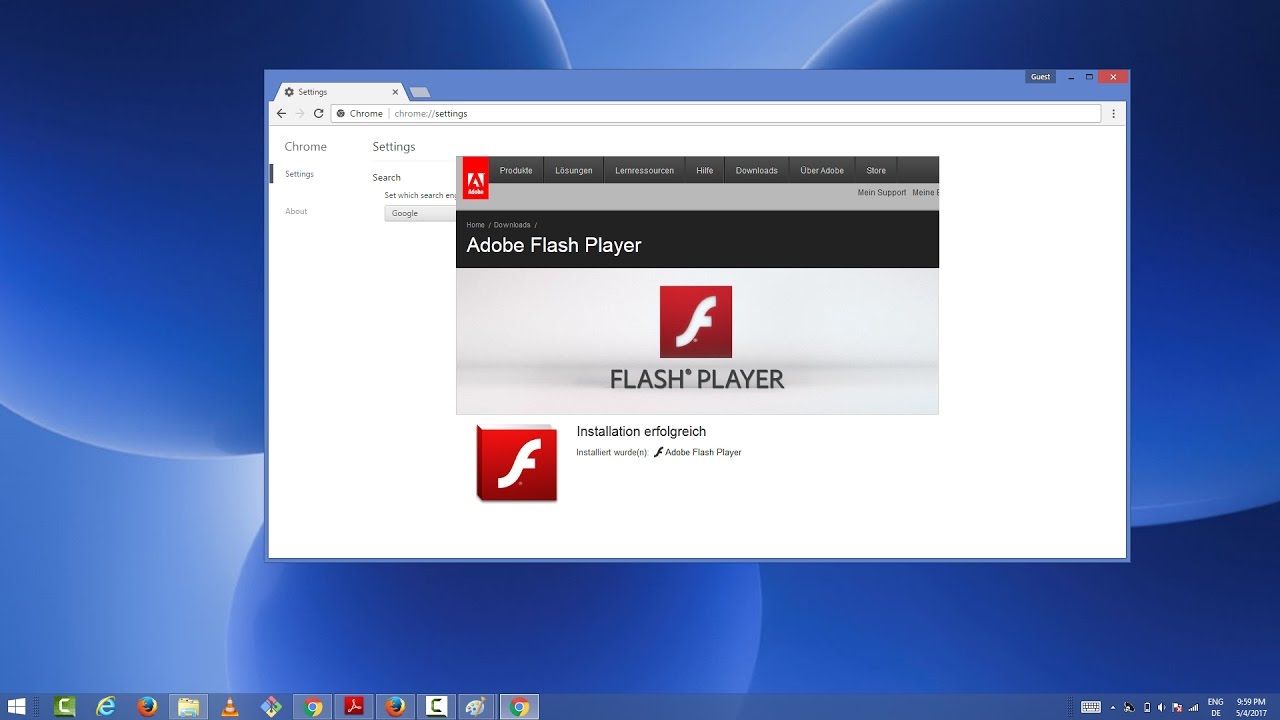 Guest
Settings
Chrome chrome://settings
Chrome
Settings
About
Settings
Search
Set which search eng
Google
Adobe
Produkte Lösungen Lernressourcen Hilfe Downloads Über Adobe Store
Mein Support Meine B
Home / Downloads /
Adobe Flash Player
FLASH® PLAYER
Installation erfolgreich
Installiert wurde(n): Adobe Flash Player
ENG 9:59 PM
DE 5/4/2017